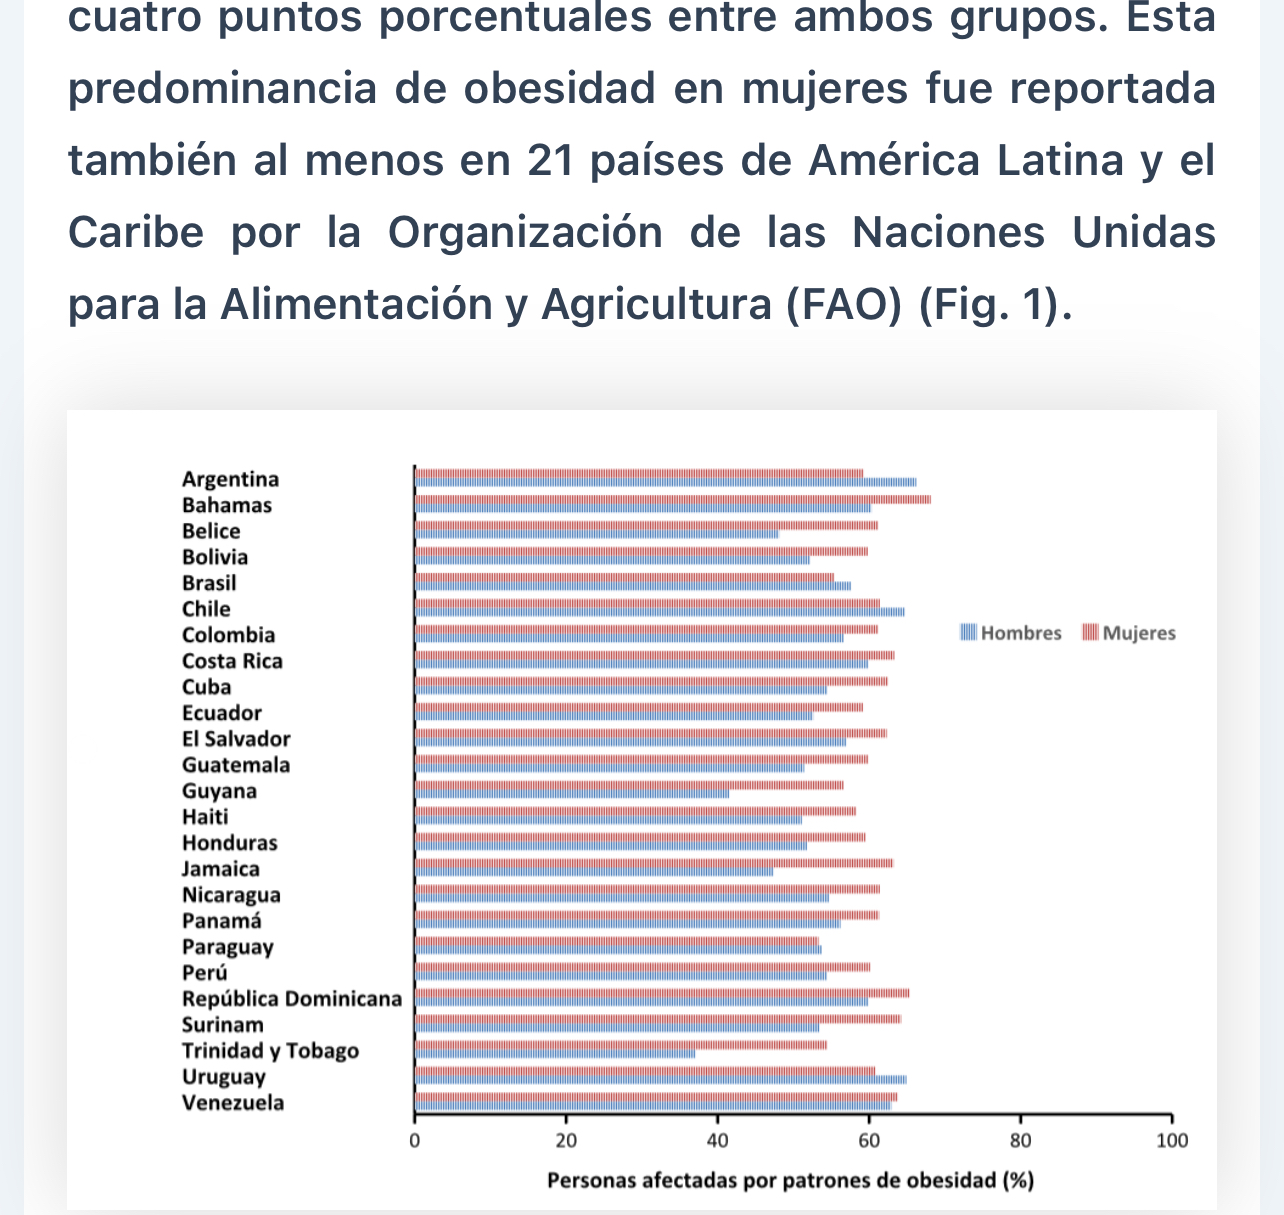 cuatro puntos porcentuales entre ambos grupos. Esta
predominancia de obesidad en mujeres fue reportada
también al menos en 21 países de América Latina y el
Caribe por la Organización de las Naciones Unidas
para la Alimentación y Agricultura (FAO) (Fig. 1).
Argentina
Bahamas
Belice
Bolivia
Brasil
Chile
Colombia
Costa Rica
Cuba
Ecuador
El Salvador
Guatemala
Guyana
Haiti
Honduras
Jamaica
Nicaragua
Panamá
Paraguay
Perú
República Dominicana
Surinam
Trinidad y Tobago
Uruguay
Venezuela
Hombres Mujeres
0 20 40 60 80 100
Personas afectadas por patrones de obesidad (%)